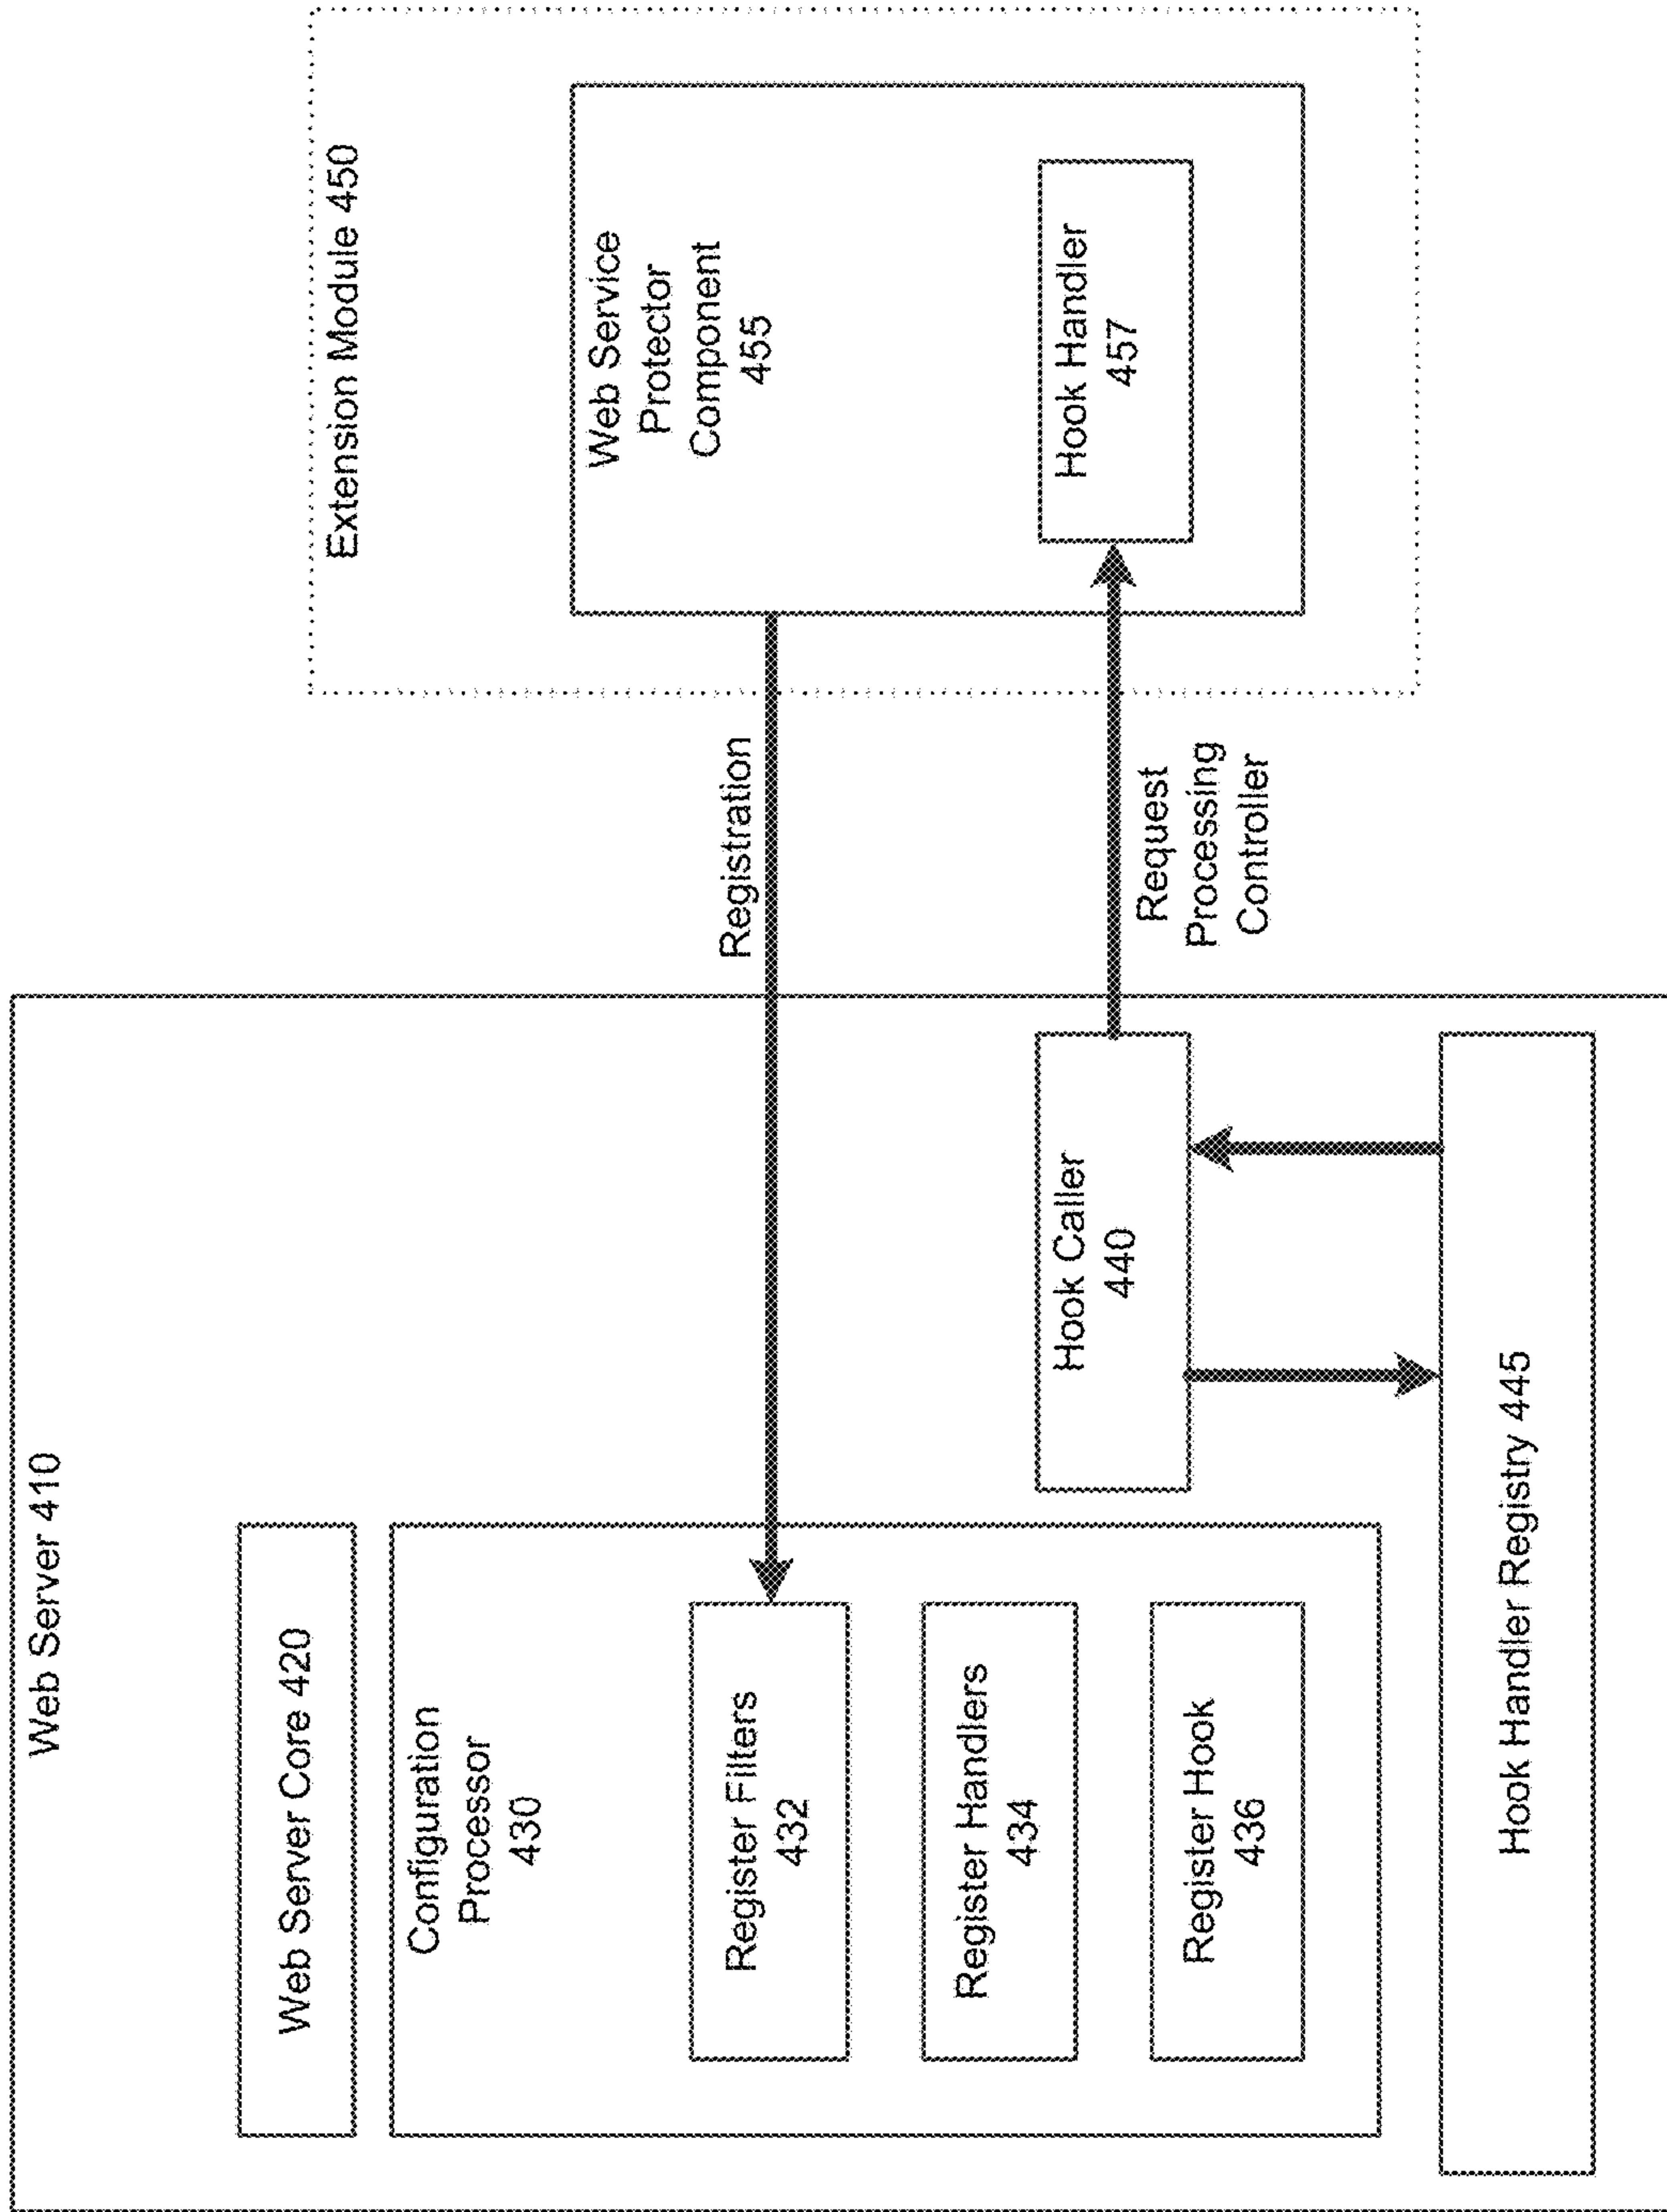 Web Server 410
Web Server Core 420
Configuration
Processor
430
Register Filters
432
Register Handlers
434
Register Hook
436
Hook Caller
440
Hook Handler Registry 445
Registration
Request
Processing
Controller
Extension Module 450
Web Service
Protector
Component
455
Hook Handler
457